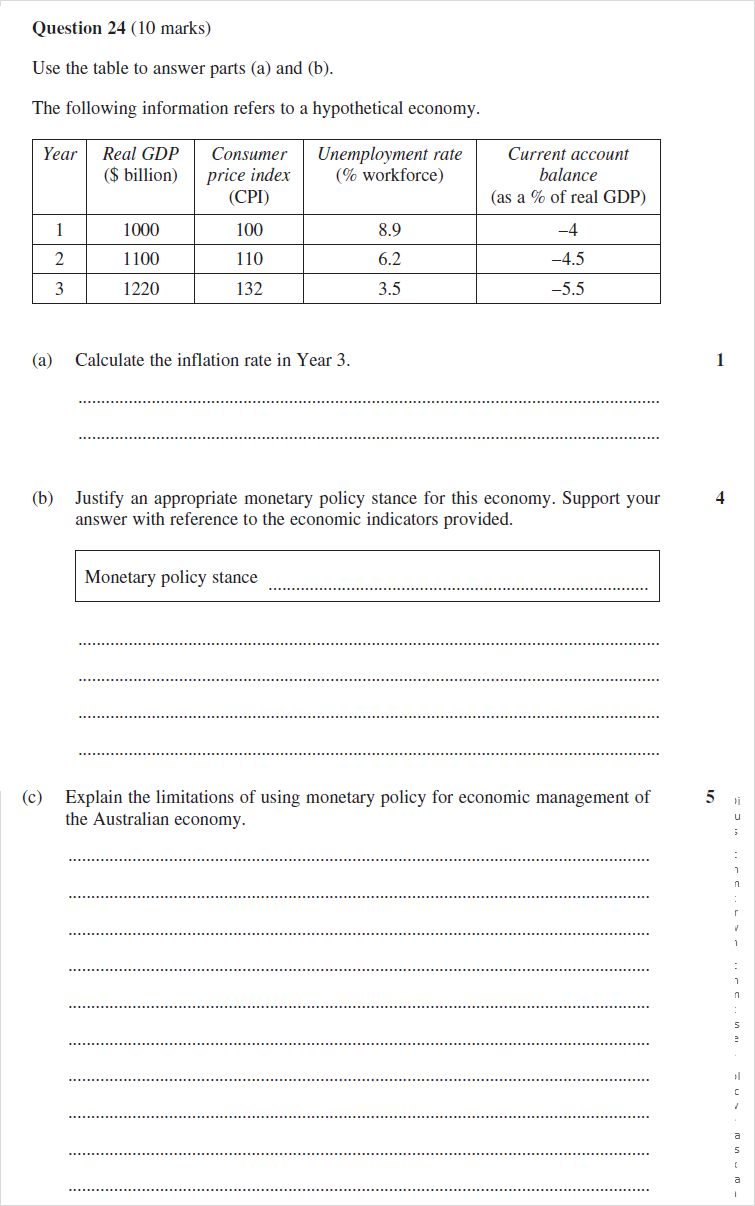 Question 24 (10 marks)
Use the table to answer parts (a) and (b).
The following information refers to a hypothetical economy.
Year Real GDP ($ billion) Consumer price index (CPI) Unemployment rate (% workforce) Current account balance (as a % of real GDP)
1 1000 100 8.9 –4
2 1100 110 6.2 –4.5
3 1220 132 3.5 –5.5
(a) Calculate the inflation rate in Year 3. 1
(b) Justify an appropriate monetary policy stance for this economy. Support your 4
answer with reference to the economic indicators provided.
Monetary policy stance
(c) Explain the limitations of using monetary policy for economic management of 5
the Australian economy.